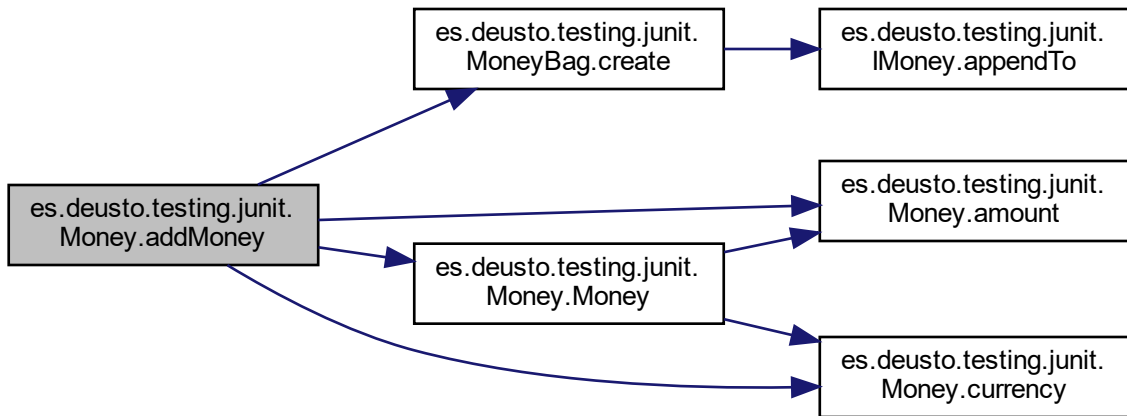 es.deusto.testing.junit.
MoneyBag.create
es.deusto.testing.junit.
IMoney.appendTo
es.deusto.testing.junit.
Money.addMoney
es.deusto.testing.junit.
Money.amount
es.deusto.testing.junit.
Money.Money
es.deusto.testing.junit.
Money.currency